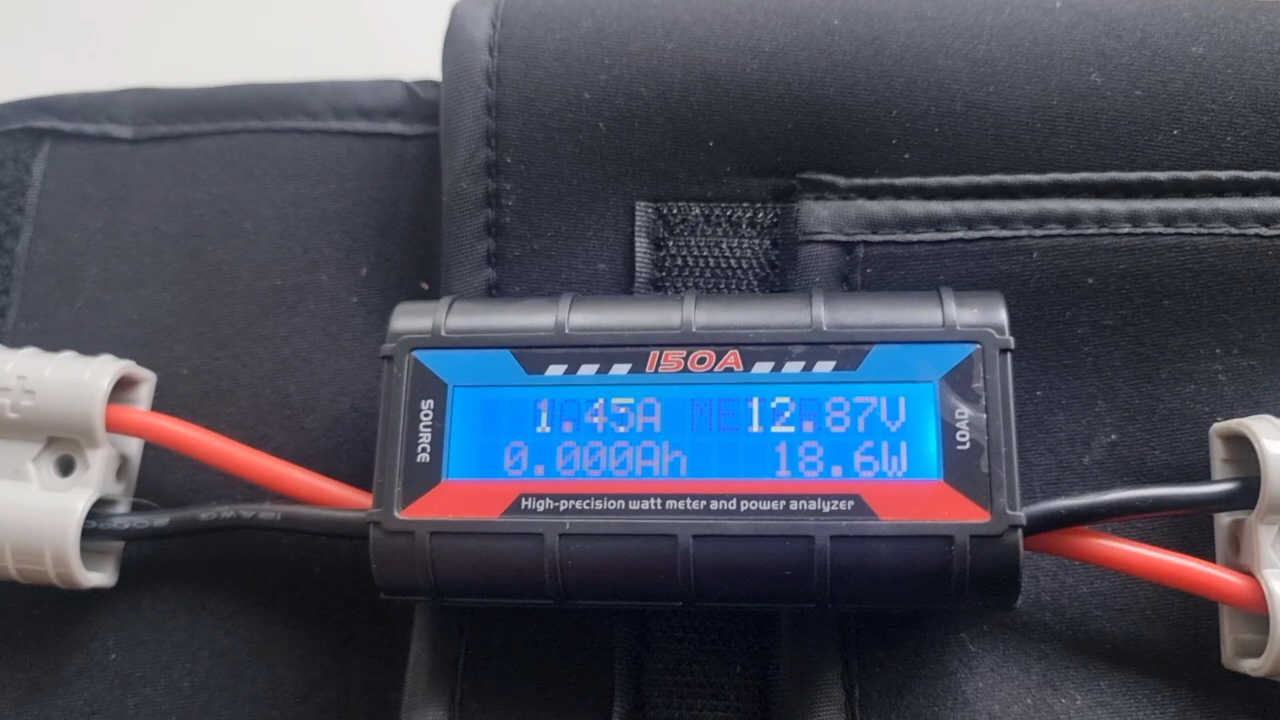 150A
SOURCE
1.45A 12.87V
0.000Ah 18.6W
LOAD
High-precision watt meter and power analyzer